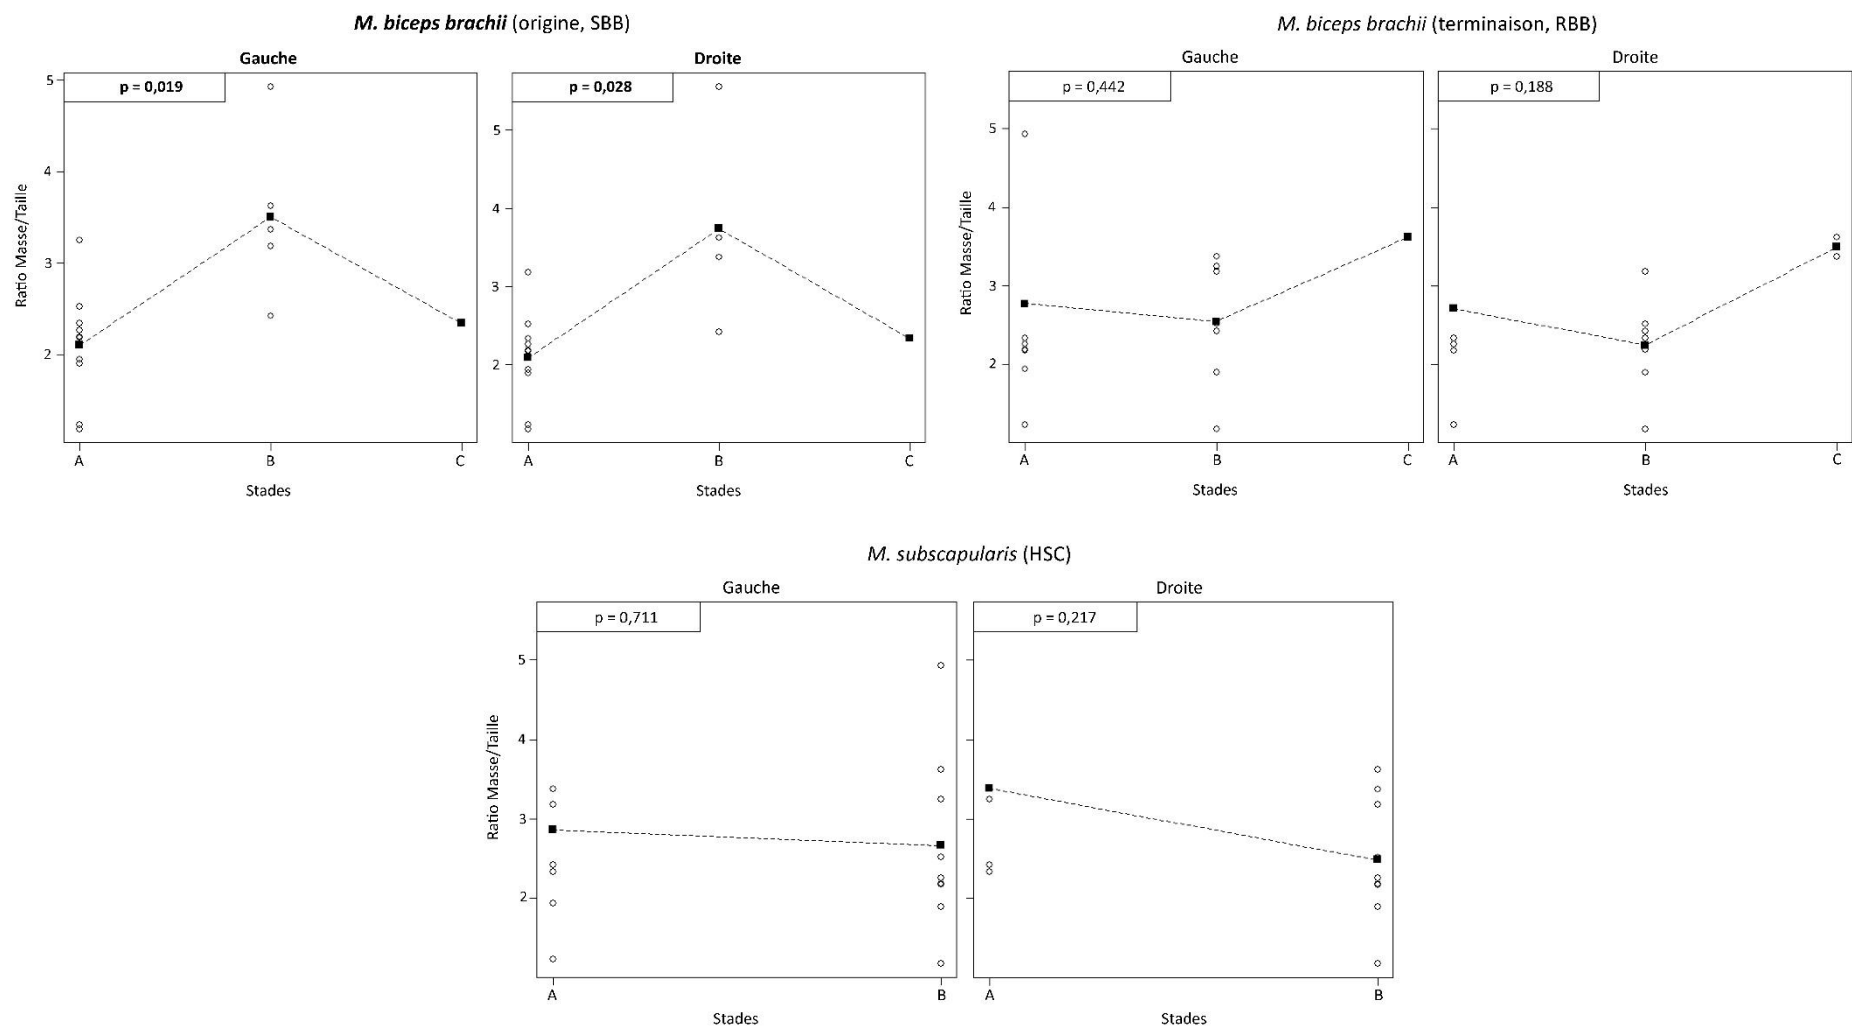 M. biceps brachii (origine, SBB)
Gauche
Droite
p = 0,019
p = 0,028
Ratio Masse/Taille
5
4
3
2
5
4
3
2
A
B
C
A
B
C
Stades
Stades
M. biceps brachii (terminaison, RBB)
Gauche
Droite
p = 0,442
p = 0,188
Ratio Masse/Taille
5
4
3
2
A
B
C
A
B
C
Stades
Stades
M. subscapularis (HSC)
Gauche
Droite
p = 0,711
p = 0,217
Ratio Masse/Taille
5
4
3
2
A
B
A
B
Stades
Stades